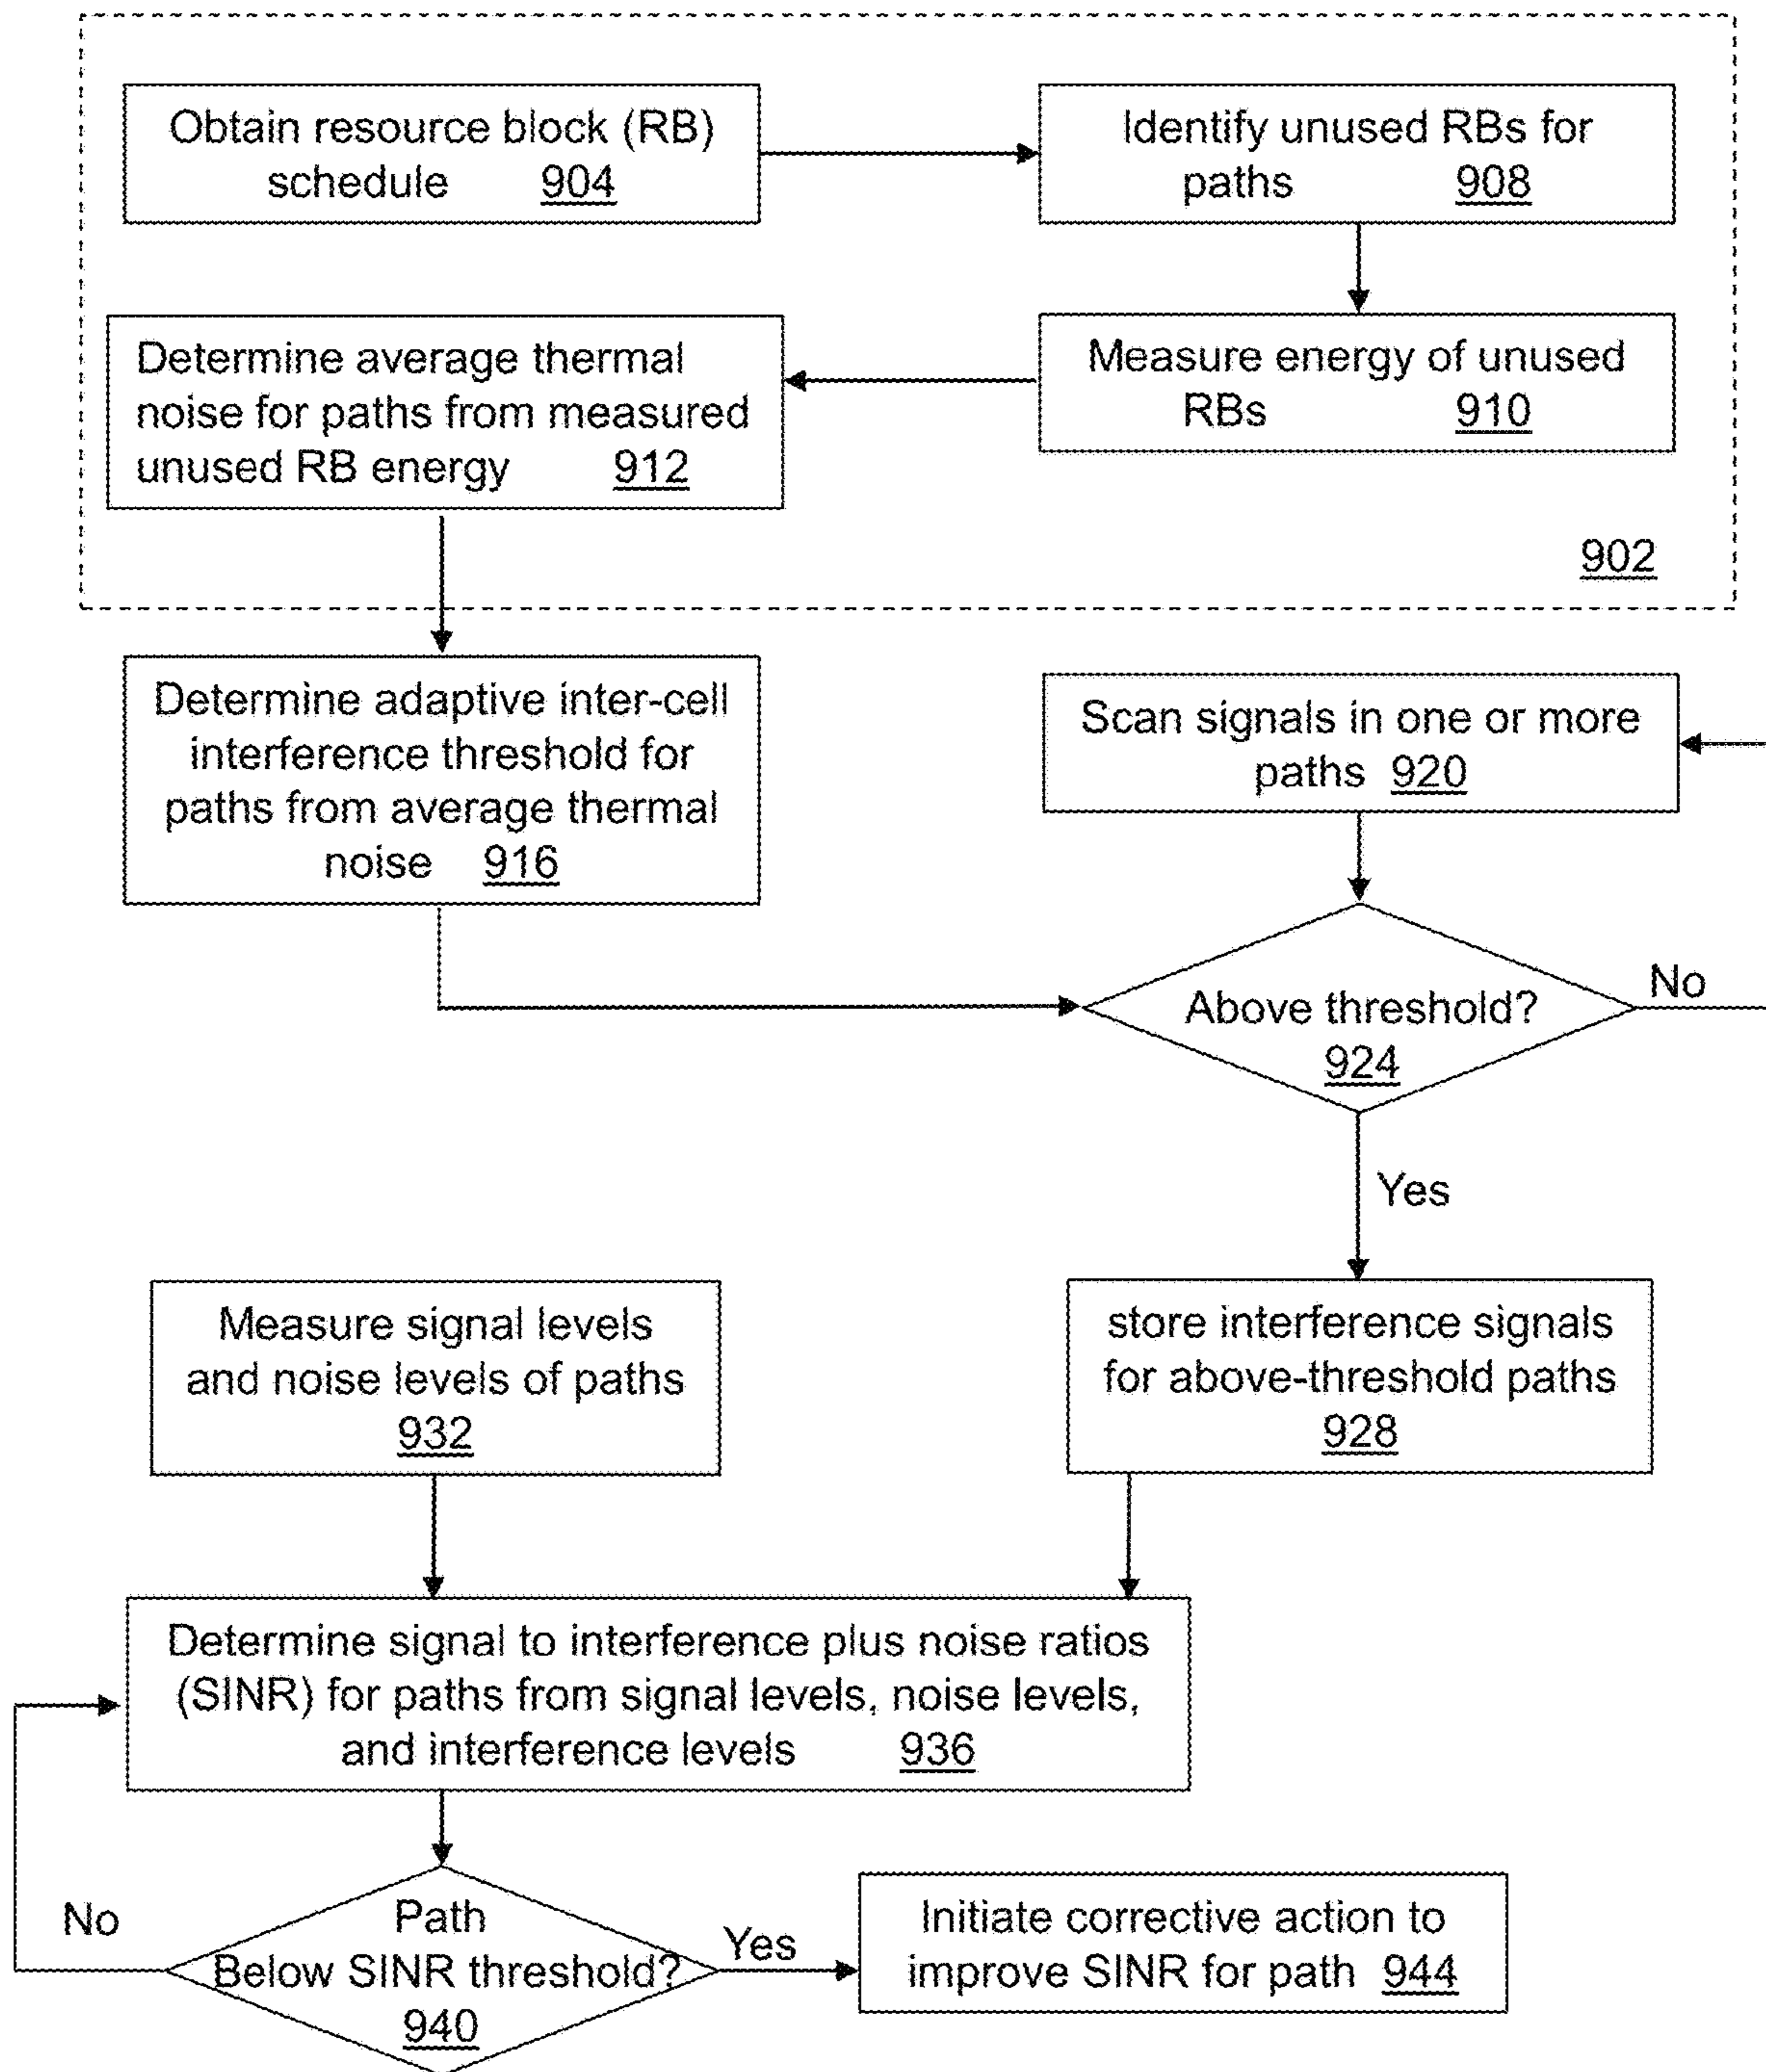 Obtain resource block (RB)
schedule 904
Identify unused RBs for
paths 908
Determine average thermal
noise for paths from measured
unused RB energy 912
Measure energy of unused
RBs 910
902
Determine adaptive inter-cell
interference threshold for
paths from average thermal
noise 916
Scan signals in one or more
paths 920
Above threshold?
924
No
Yes
Measure signal levels
and noise levels of paths
932
store interference signals
for above-threshold paths
928
Determine signal to interference plus noise ratios
(SINR) for paths from signal levels, noise levels,
and interference levels 936
No
Path
Below SINR threshold?
940
Yes
Initiate corrective action to
improve SINR for path 944